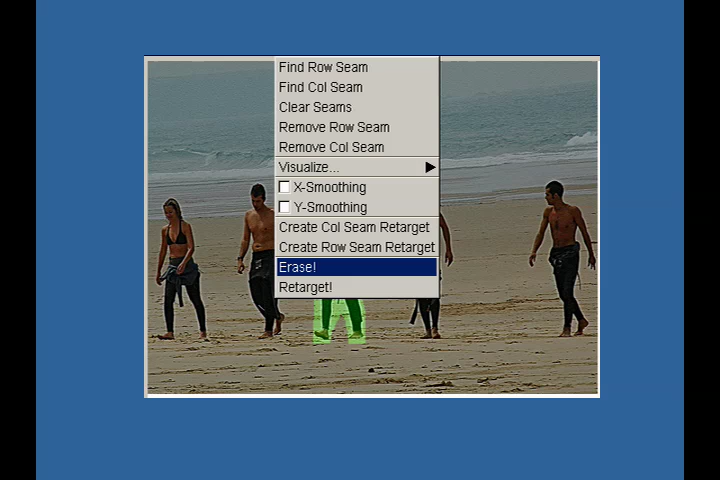 Find Row Seam
Find Col Seam
Clear Seams
Remove Row Seam
Remove Col Seam
Visualize...
X-Smoothing
Y-Smoothing
Create Col Seam Retarget
Create Row Seam Retarget
Erase!
Retarget!